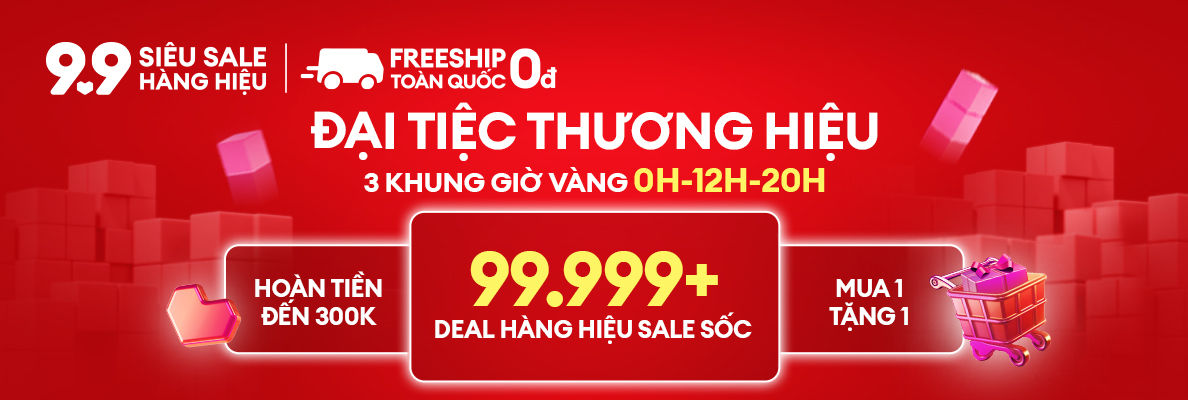 9.9 SIÊU SALE
HÀNG HIỆU
FREESHIP
TOÀN QUỐC 0đ
ĐẠI TIỆC THƯƠNG HIỆU
3 KHUNG GIỜ VÀNG 0H-12H-20H
HOÀN TIỀN
ĐẾN 300K
99.999+
DEAL HÀNG HIỆU SALE SỐC
MUA 1
TẶNG 1